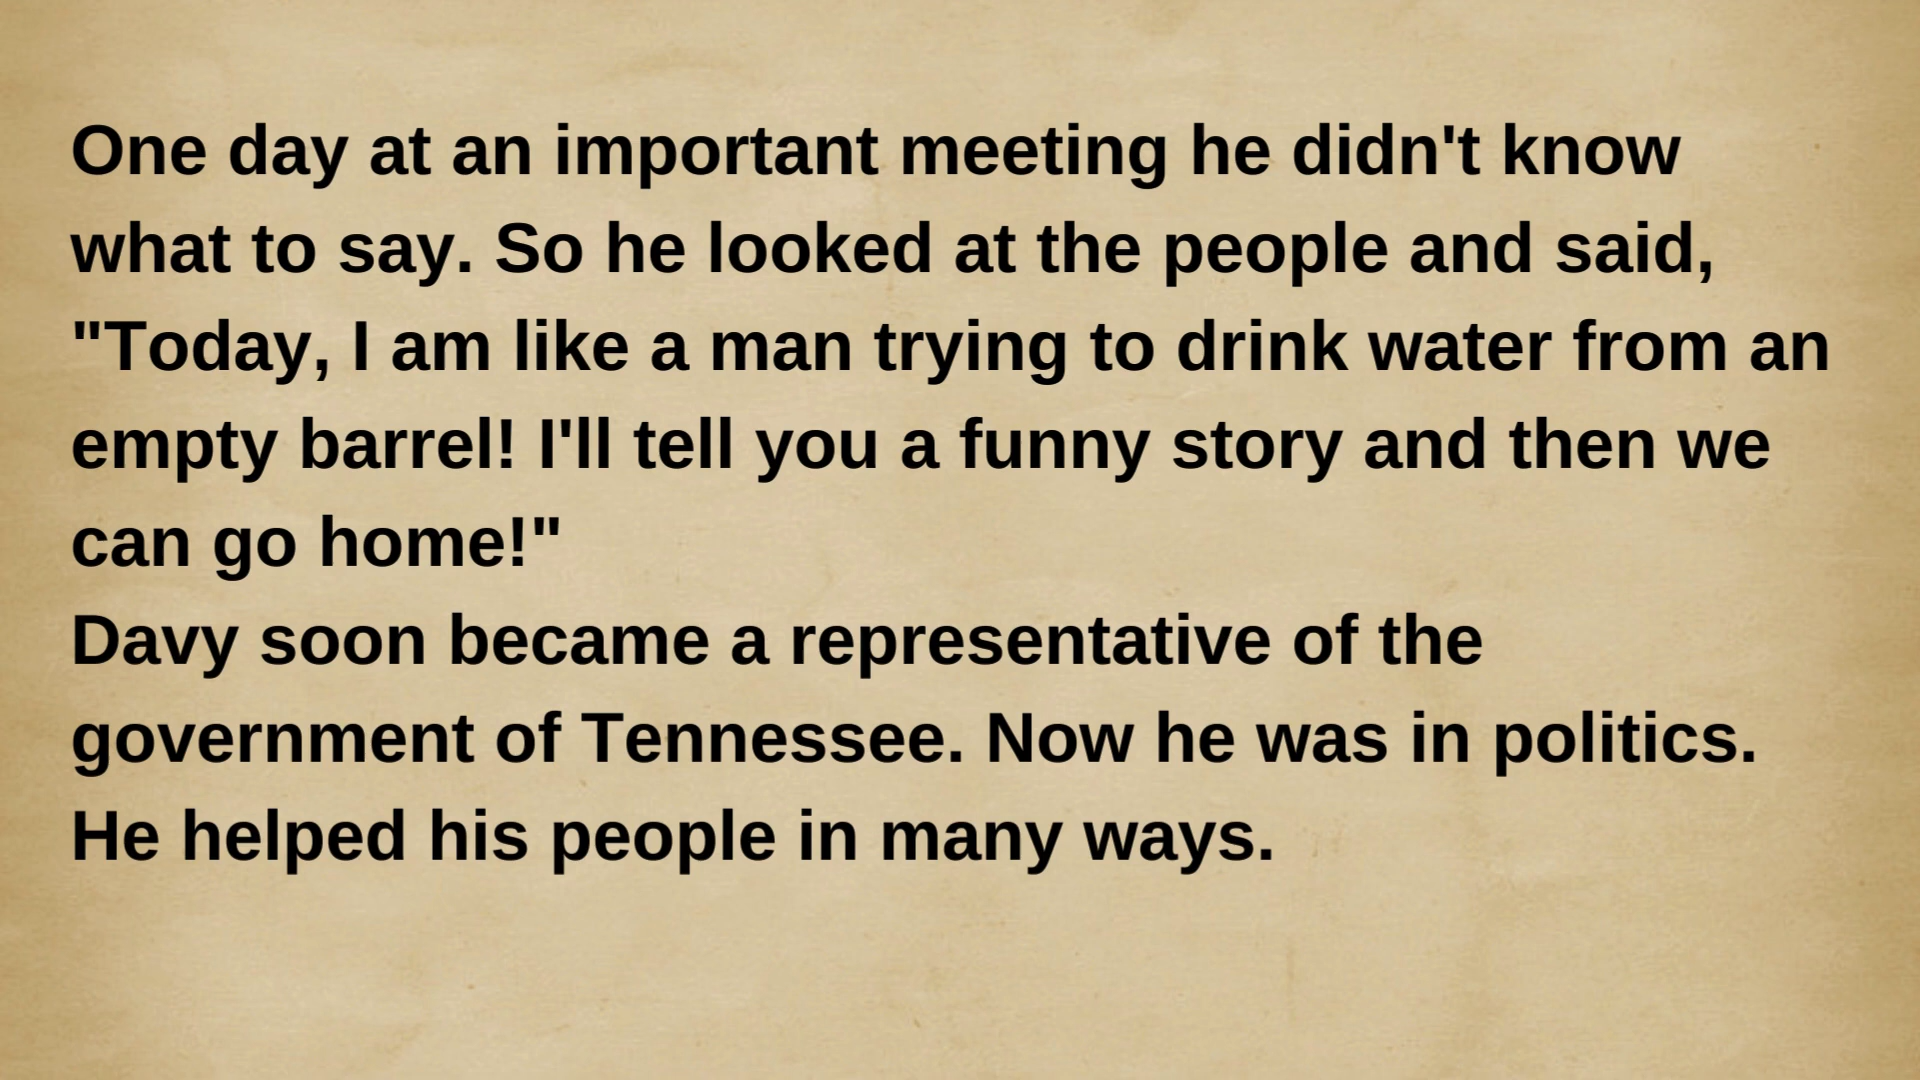 One day at an important meeting he didn't know
what to say. So he looked at the people and said,
"Today, I am like a man trying to drink water from an
empty barrel! I'll tell you a funny story and then we
can go home!"
Davy soon became a representative of the
government of Tennessee. Now he was in politics.
He helped his people in many ways.